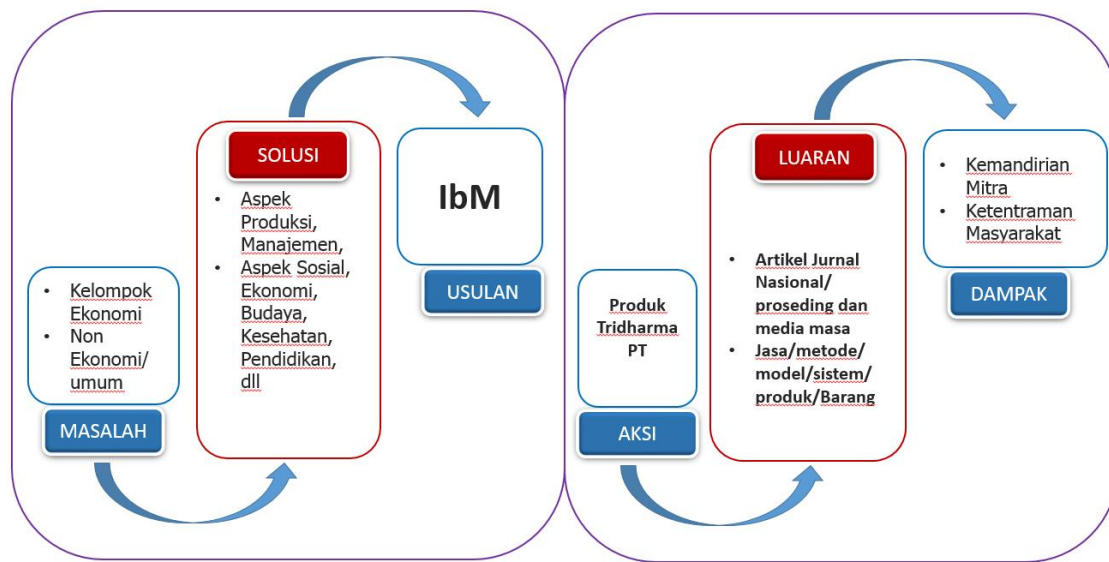 • Kelompok
Ekonomi
• Non
Ekonomi/
umum
MASALAH
SOLUSI
• Aspek
Produksi,
Manajemen,
• Aspek Sosial,
Ekonomi,
Budaya,
Kesehatan,
Pendidikan,
dll
IbM
USULAN
Produk
Tridharma
PT
AKSI
LUARAN
• Artikel Jurnal
Nasional/
proseding dan
media masa
• Jasa/metode/
model/sistem/
produk/Barang
• Kemandirian
Mitra
• Ketentraman
Masyarakat
DAMPAK